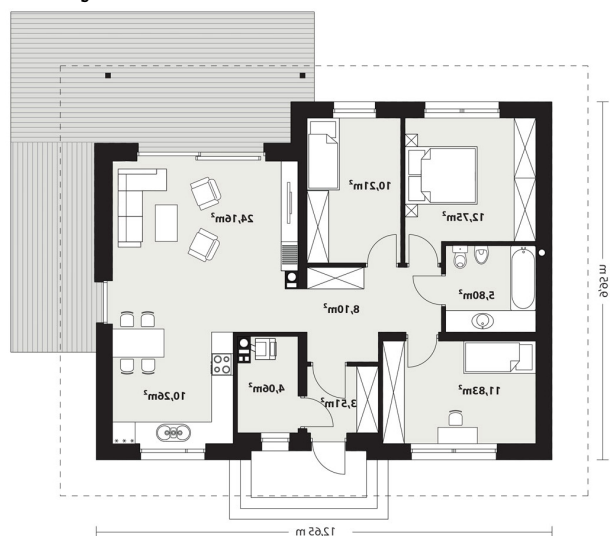 10,21m²
12,75m²
24,16m²
5,80m²
8,10m²
9,65 m
10,26m²
4,06m²
3,51m²
11,83m²
12,65 m